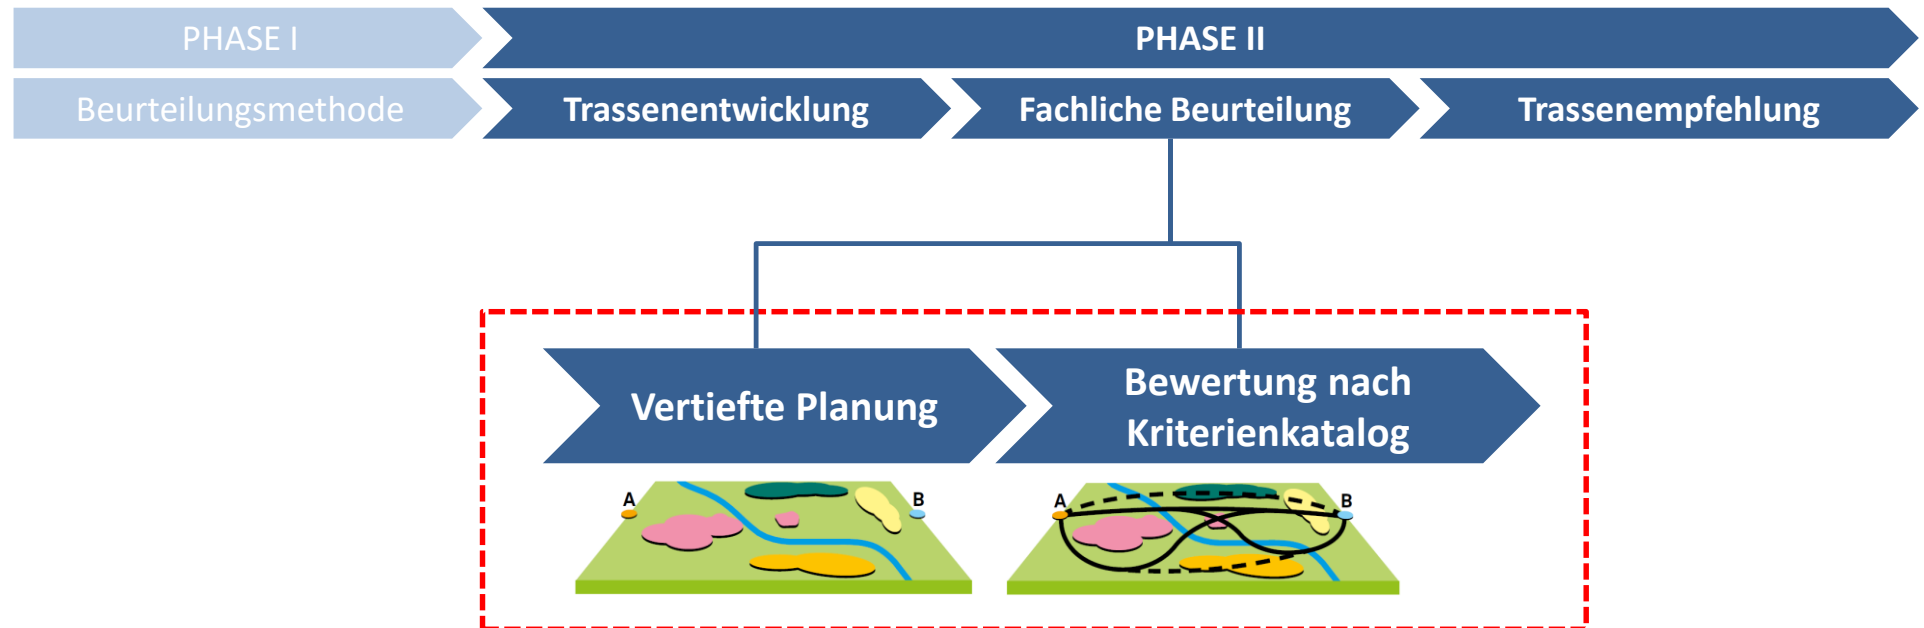 PHASE I
PHASE II
Beurteilungsmethode
Trassenentwicklung
Fachliche Beurteilung
Trassenempfehlung
Vertiefte Planung
Bewertung nach
Kriterienkatalog
A
B
A
B